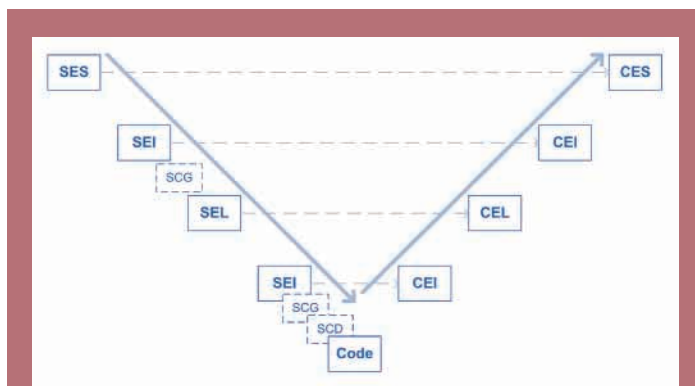 SES CES
SEI CEI
SCG
SEL CEL
SEI CEI
SCG
SCD
Code